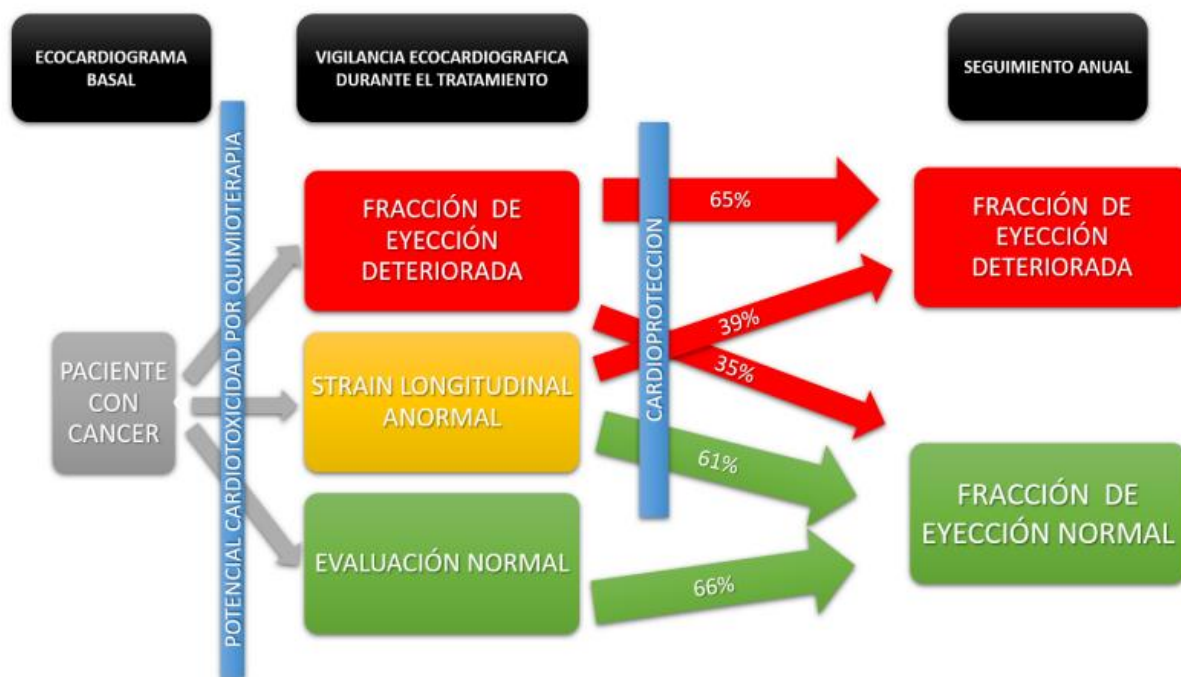 ECOCARDIOGRAMA
BASAL
VIGILANCIA ECOCARDIOGRAFICA
DURANTE EL TRATAMIENTO
SEGUIMIENTO ANUAL
POTENCIAL CARDIOTOXICIDAD POR QUIMIOTERAPIA
PACIENTE
CON
CANCER
FRACCIÓN DE
EYECCIÓN
DETERIORADA
STRAIN LONGITUDINAL
ANORMAL
EVALUACIÓN NORMAL
CARDIOPROTECCION
65%
39%
35%
61%
66%
FRACCIÓN DE
EYECCIÓN
DETERIORADA
FRACCIÓN DE
EYECCIÓN NORMAL